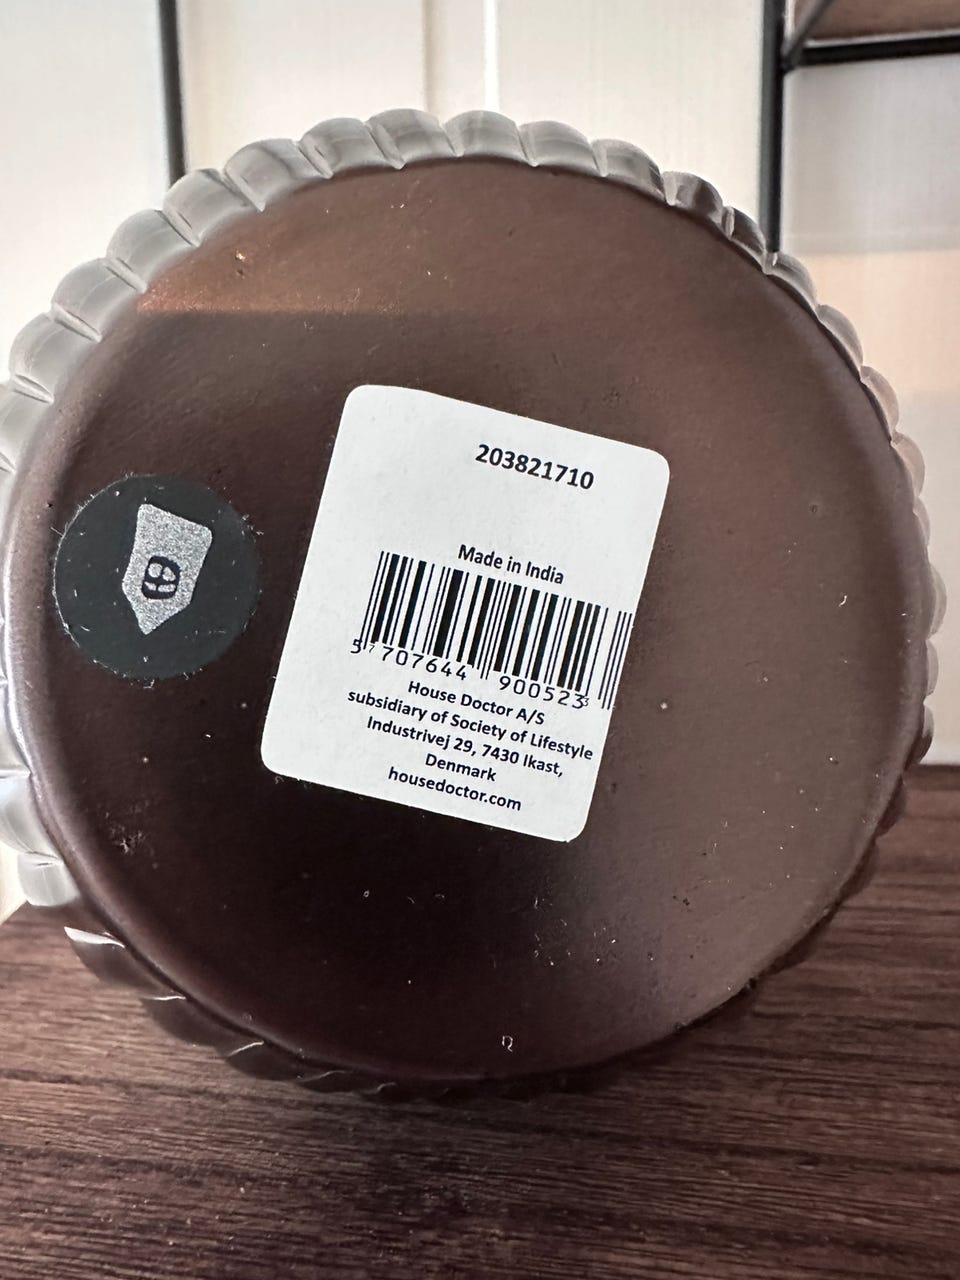 203821710
Made in India
5 707644 900523
House Doctor A/S
subsidiary of Society of Lifestyle
Industrivej 29, 7430 Ikast,
Denmark
housedoctor.com